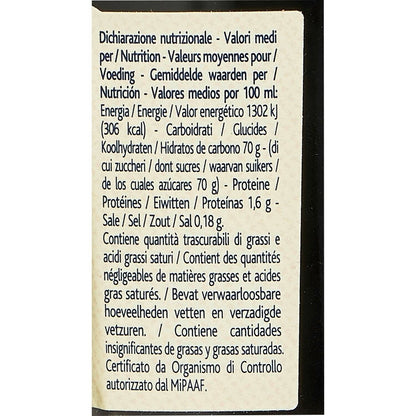 Dichiarazione nutrizionale - Valori medi
per / Nutrition - Valeurs moyennes pour /
Voeding - Gemiddelde waarden per /
Nutrición - Valores medios por 100 ml:
Energia / Energie / Valor energético 1302 kJ
(306 kcal) - Carboidrati / Glucides /
Koolhydraten / Hidratos de carbono 70 g - (di
cui zuccheri / dont sucres / waarvan suikers /
de los cuales azúcares 70 g) - Proteine /
Protéines / Eiwitten / Proteínas 1,6 g -
Sale / Sel / Zout / Sal 0,18 g.
Contiene quantità trascurabili di grassi e
acidi grassi saturi / Contient des quantités
négligeables de matières grasses et acides
gras saturés. / Bevat verwaarloosbare
hoeveelheden vetten en verzadigde
vetzuren. / Contiene cantidades
insignificantes de grasas y grasas saturadas.
Certificato da Organismo di Controllo
autorizzato dal MiPAAF.